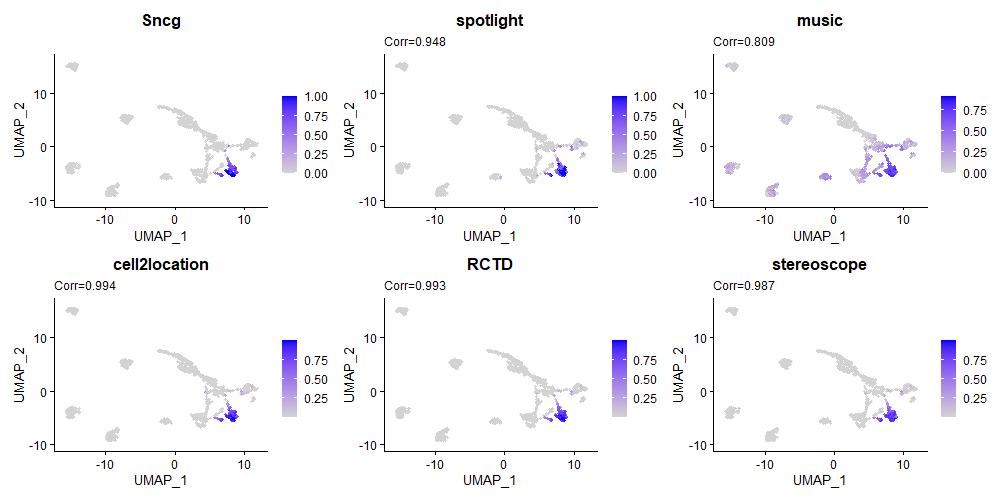 Sncg
UMAP_2
10
0
-10
-10
0
10
UMAP_1
1.00
0.75
0.50
0.25
0.00
spotlight
Corr=0.948
UMAP_2
10
0
-10
-10
0
10
UMAP_1
1.00
0.75
0.50
0.25
0.00
music
Corr=0.809
UMAP_2
10
0
-10
-10
0
10
UMAP_1
0.75
0.50
0.25
0.00
cell2location
Corr=0.994
UMAP_2
10
0
-10
-10
0
10
UMAP_1
0.75
0.50
0.25
RCTD
Corr=0.993
UMAP_2
10
0
-10
-10
0
10
UMAP_1
0.75
0.50
0.25
stereoscope
Corr=0.987
UMAP_2
10
0
-10
-10
0
10
UMAP_1
0.75
0.50
0.25